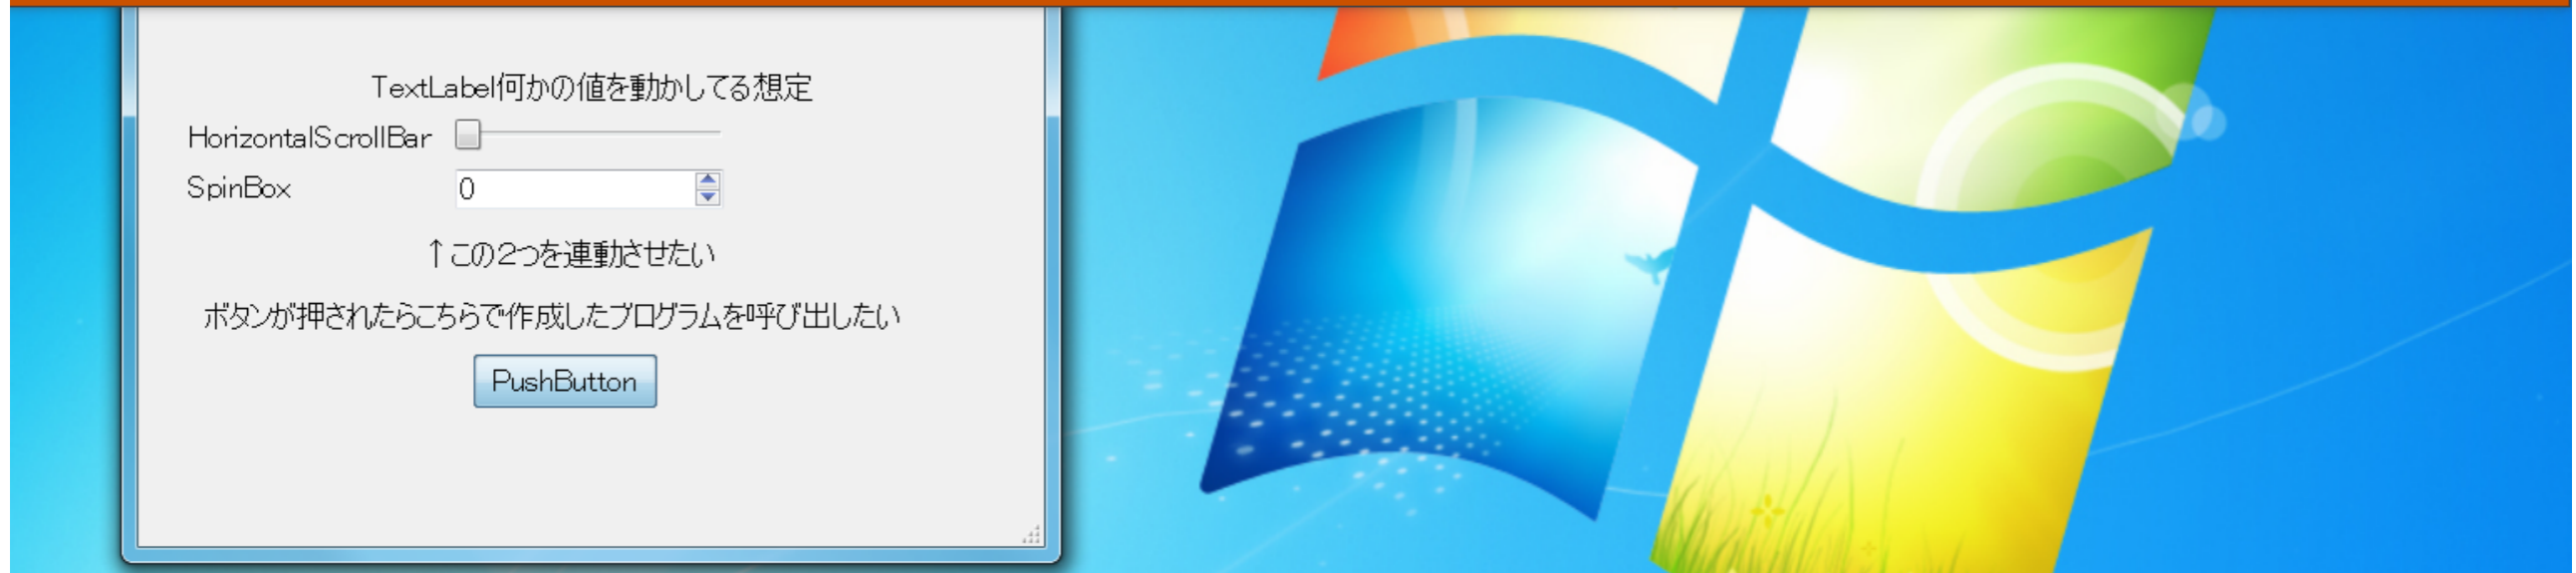 TextLabel何かの値を動かしてる想定
HorizontalScrollBar
SpinBox 0
↑この2つを連動させたい
ボタンが押されたらこちらで作成したプログラムを呼び出したい
PushButton